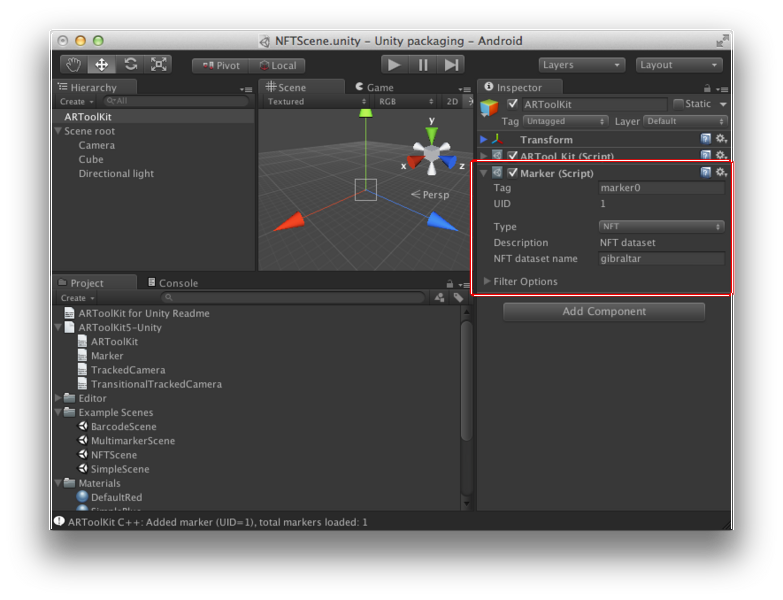 NFTScene.unity – Unity packaging – Android
Pivot
Local
Layers
Layout
Hierarchy
Create
All
ARToolKit
Scene root
Camera
Cube
Directional light
Scene
Game
Textured
RGB
2D
y
x
z
Persp
Inspector
ARToolKit
Static
Tag
Untagged
Layer
Default
Transform
ARTool Kit (Script)
Marker (Script)
Tag
marker0
UID
1
Type
NFT
Description
NFT dataset
NFT dataset name
gibraltar
Filter Options
Add Component
Project
Console
Create
ARToolKit for Unity Readme
ARToolKit5-Unity
ARToolKit
Marker
TrackedCamera
TransitionalTrackedCamera
Editor
Example Scenes
BarcodeScene
MultimarkerScene
NFTScene
SimpleScene
Materials
DefaultRed
SimpleBlue
ARToolKit C++: Added marker (UID=1), total markers loaded: 1